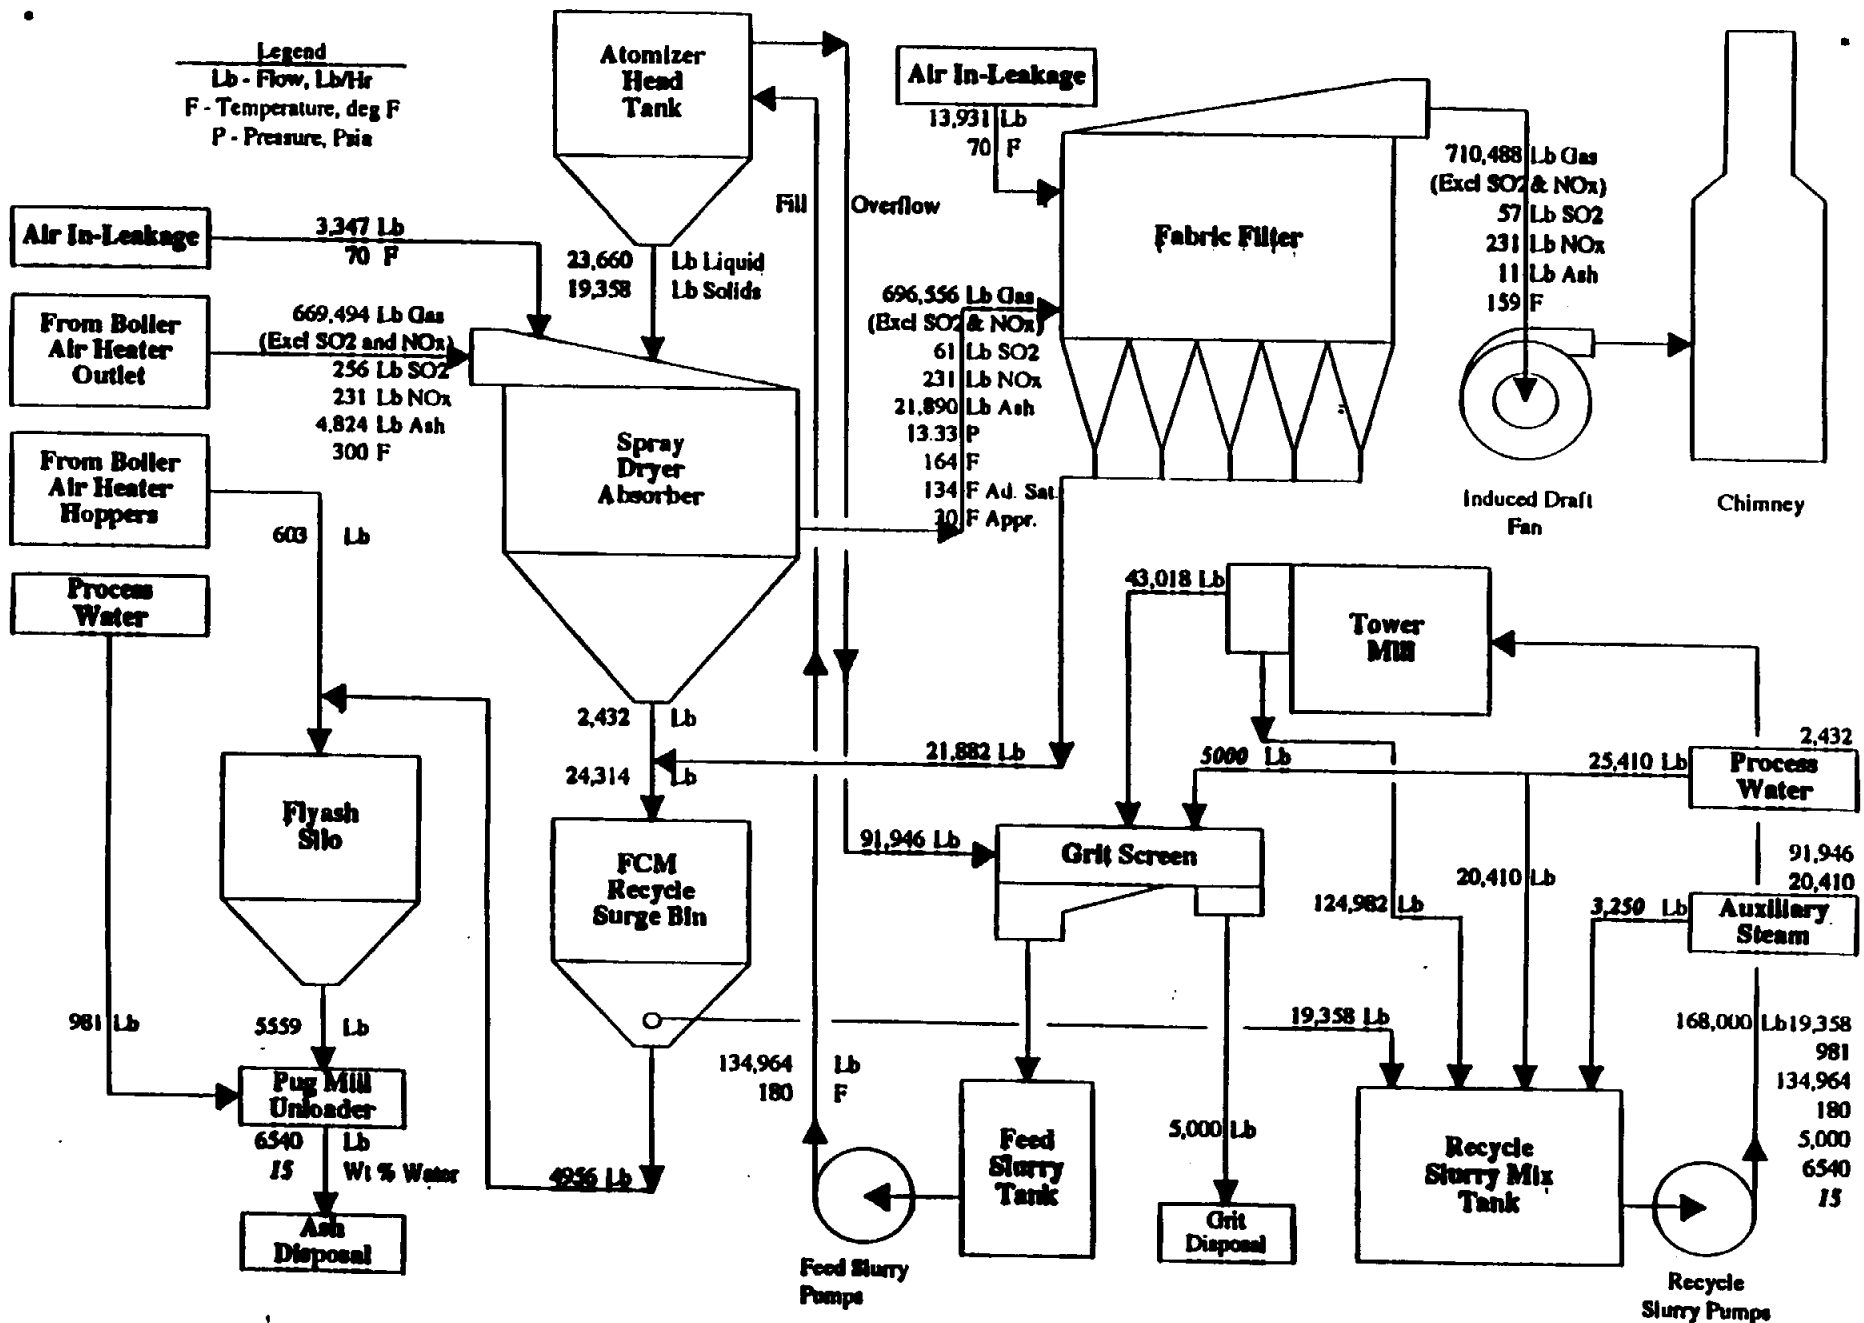 Legend
Lb - Flow, Lb/Hr
F - Temperature, deg F
P - Pressure, Psia
Atomizer
Head
Tank
Air In-Leakage
13,931 Lb
70 F
710,488 Lb Gas
(Excl SO2 & NOx)
57 Lb SO2
231 Lb NOx
11 Lb Ash
159 F
Fill
Overflow
Fabric Filter
Air In-Leakage
3,347 Lb
70 F
23,660 Lb Liquid
19,358 Lb Solids
From Boiler
Air Heater
Outlet
669,494 Lb Gas
(Excl SO2 and NOx)
256 Lb SO2
231 Lb NOx
4,824 Lb Ash
300 F
696,556 Lb Gas
(Excl SO2 & NOx)
61 Lb SO2
231 Lb NOx
21,890 Lb Ash
13.33 P
164 F
134 F Ad. Sat.
30 F Appr.
Spray
Dryer
Absorber
From Boiler
Air Heater
Hoppers
603 Lb
Induced Draft
Fan
Chimney
Process
Water
43,018 Lb
Tower
Mill
2,432 Lb
21,882 Lb
24,314 Lb
5000 Lb
25,410 Lb
2,432
Process
Water
Flyash
Silo
FCM
Recycle
Surge Bin
91,946 Lb
Grit Screen
20,410 Lb
124,982 Lb
91,946
20,410
3,250 Lb
Auxiliary
Steam
981 Lb
5559 Lb
19,358 Lb
168,000 Lb 19,358
981
134,964
180
5,000
6540
15
134,964 Lb
180 F
Pug Mill
Unloader
6540 Lb
15 Wt % Water
4956 Lb
Ash
Disposal
Feed
Slurry
Tank
5,000 Lb
Grit
Disposal
Recycle
Slurry Mix
Tank
Feed Slurry
Pumps
Recycle
Slurry Pumps